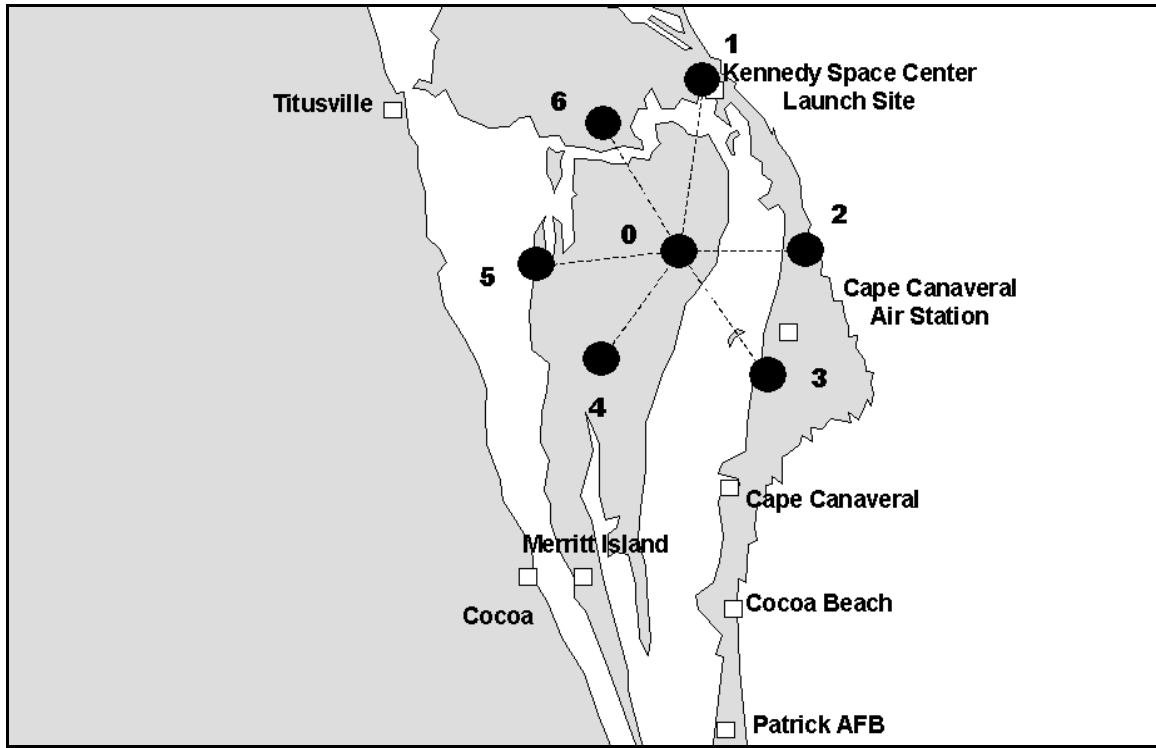 1
Kennedy Space Center
Launch Site
Titusville
6
2
0
5
Cape Canaveral
Air Station
3
4
Cape Canaveral
Merritt Island
Cocoa Beach
Cocoa
Patrick AFB